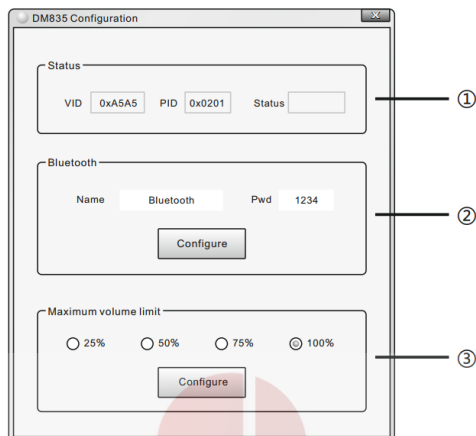 DM835 Configuration
Status
VID 0xA5A5 PID 0x0201 Status
①
Bluetooth
Name Bluetooth Pwd 1234
②
Configure
Maximum volume limit
25% 50% 75% 100%
③
Configure